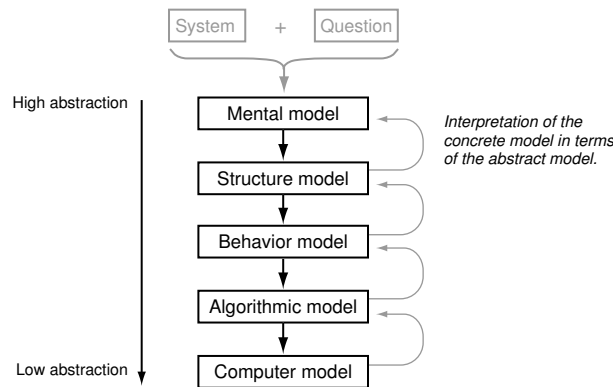 System + Question
High abstraction
Mental model
Interpretation of the
concrete model in terms
of the abstract model.
Structure model
Behavior model
Algorithmic model
Low abstraction
Computer model